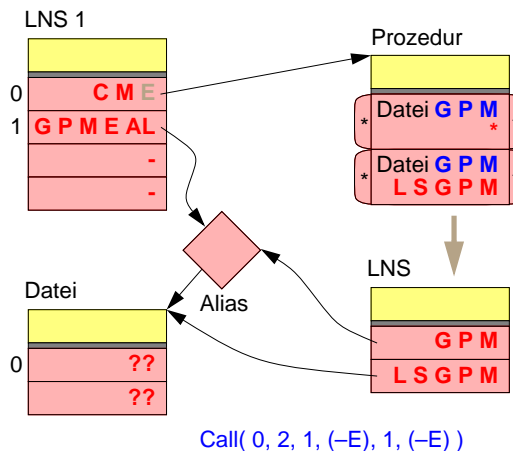 LNS 1
0 C M E
1 G P M E AL
-
-
Prozedur
* Datei G P M
*
* Datei G P M
L S G P M
Alias
LNS
G P M
L S G P M
Datei
0 ??
??
Call( 0, 2, 1, (–E), 1, (–E) )